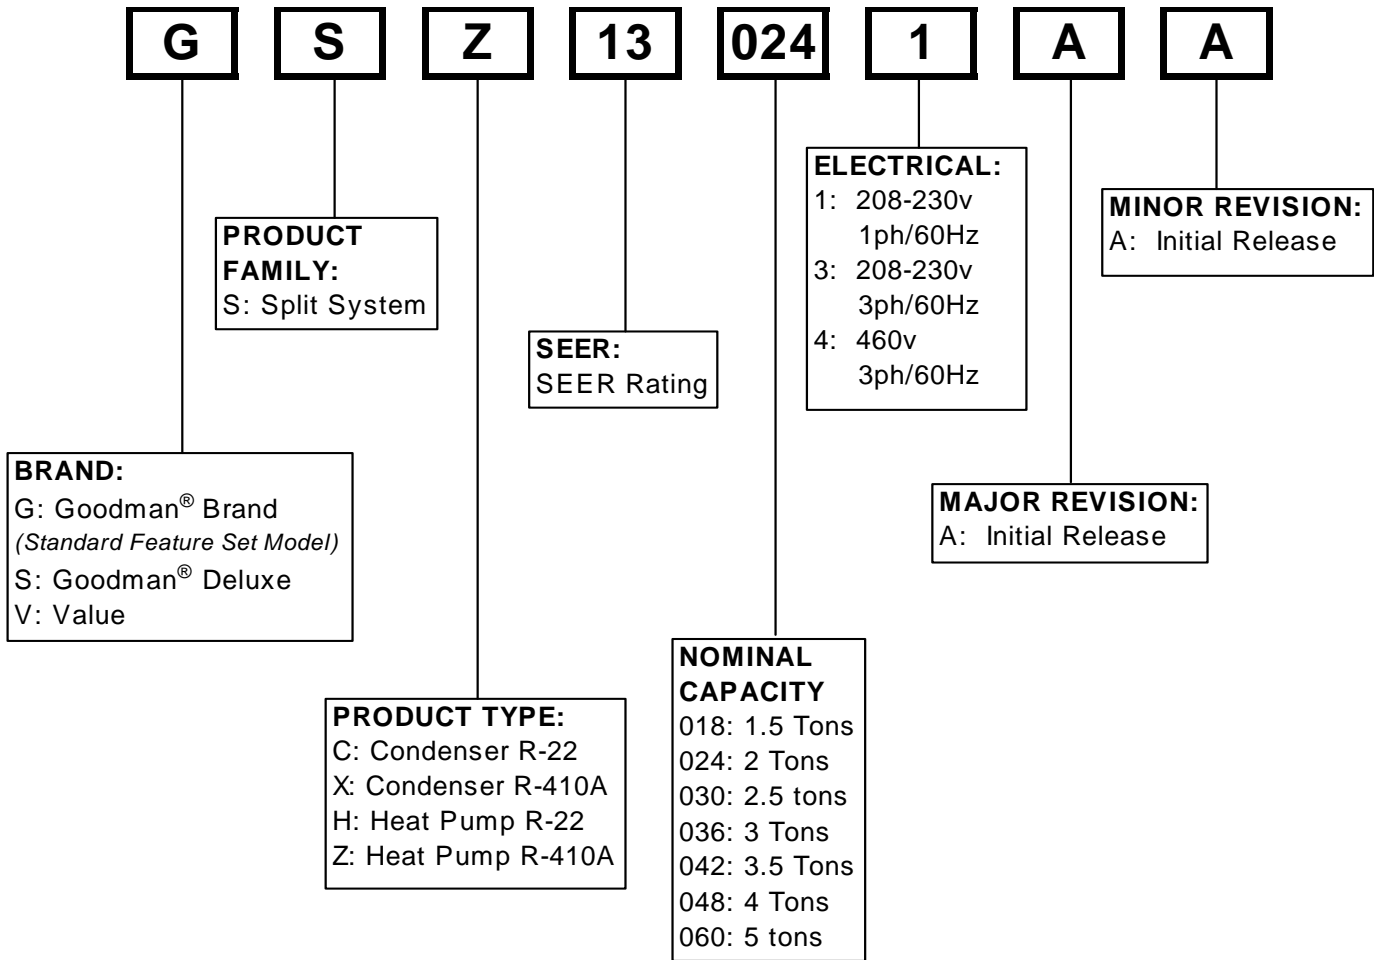 G S Z 13 024 1 A A
ELECTRICAL:
1: 208-230v
1ph/60Hz
3: 208-230v
3ph/60Hz
4: 460v
3ph/60Hz
MINOR REVISION:
A: Initial Release
PRODUCT
FAMILY:
S: Split System
SEER:
SEER Rating
BRAND:
G: Goodman® Brand
(Standard Feature Set Model)
S: Goodman® Deluxe
V: Value
MAJOR REVISION:
A: Initial Release
NOMINAL
CAPACITY
018: 1.5 Tons
024: 2 Tons
030: 2.5 tons
036: 3 Tons
042: 3.5 Tons
048: 4 Tons
060: 5 tons
PRODUCT TYPE:
C: Condenser R-22
X: Condenser R-410A
H: Heat Pump R-22
Z: Heat Pump R-410A